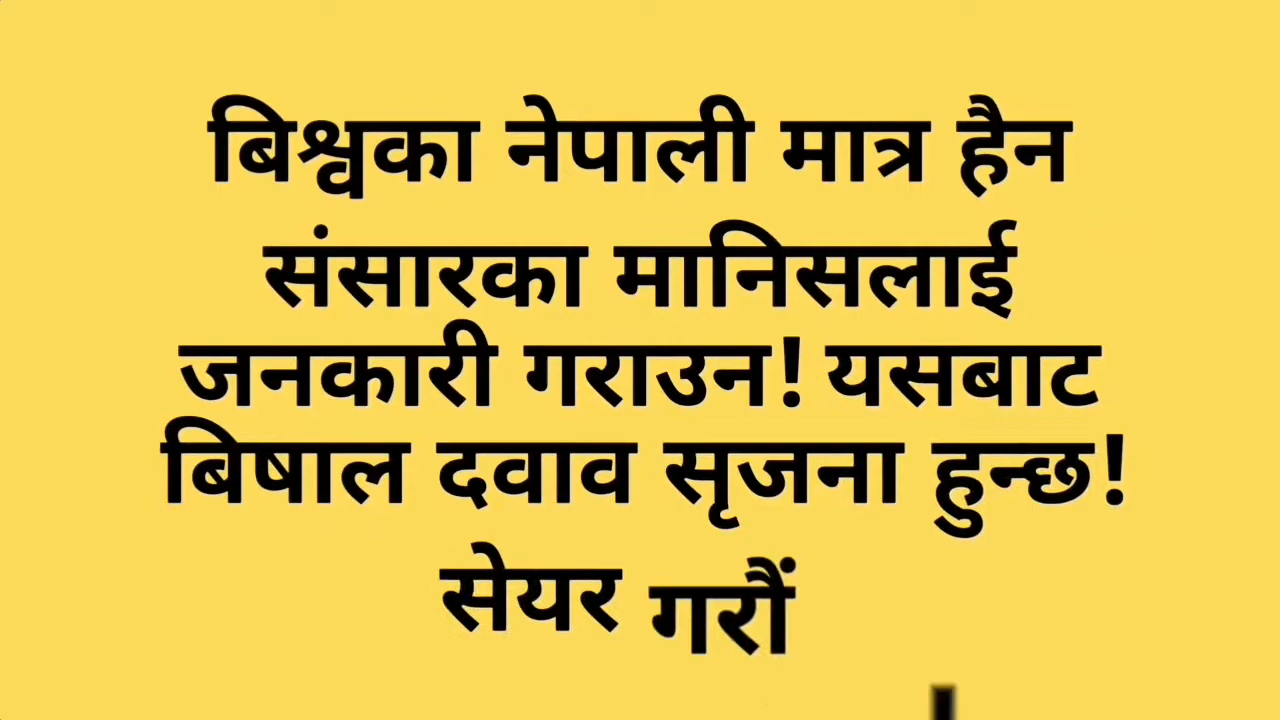 बिश्वका नेपाली मात्र हैन
संसारका मानिसलाई
जनकारी गराउन! यसबाट
बिषाल दवाव सृजना हुन्छ!
सेयर गरौं